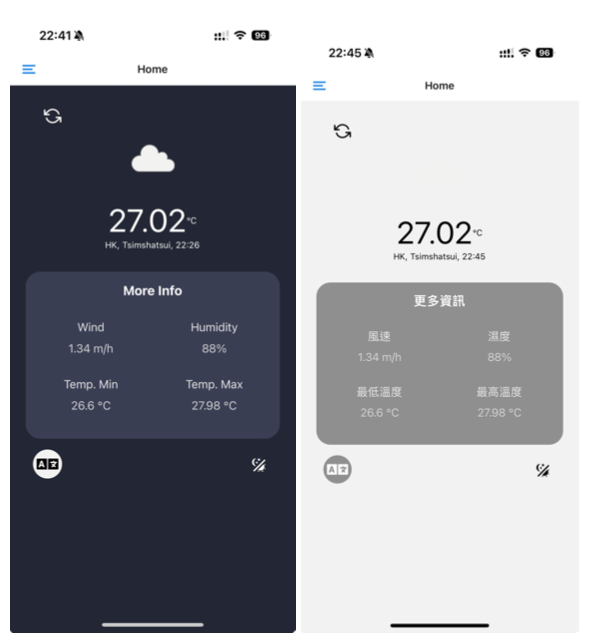 22:41
96
Home
27.02°C
HK, Tsimshatsui, 22:26
More Info
Wind
Humidity
1.34 m/h
88%
Temp. Min
Temp. Max
26.6 °C
27.98 °C
A 文
22:45
96
Home
27.02°C
HK, Tsimshatsui, 22:45
更多資訊
風速
濕度
1.34 m/h
88%
最低溫度
最高溫度
26.6 °C
27.98 °C
A 文